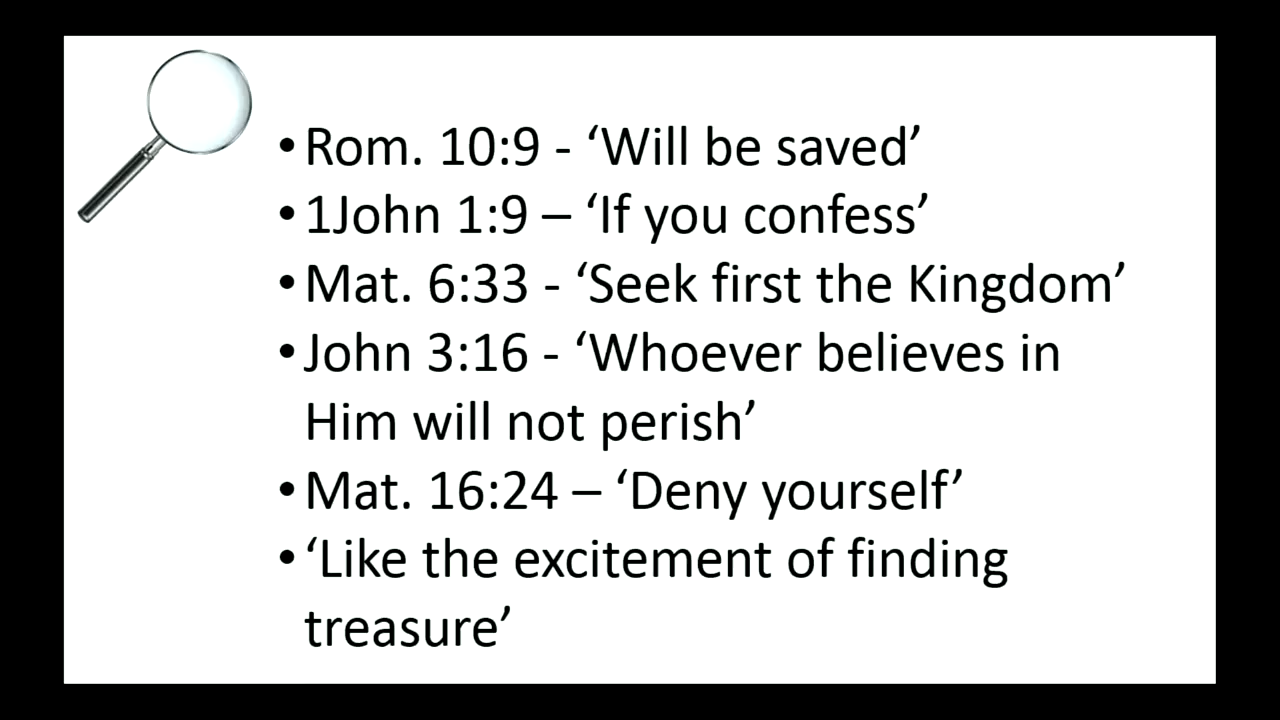 •Rom. 10:9 - ‘Will be saved’
•1John 1:9 – ‘If you confess’
•Mat. 6:33 - ‘Seek first the Kingdom’
•John 3:16 - ‘Whoever believes in
Him will not perish’
•Mat. 16:24 – ‘Deny yourself’
•‘Like the excitement of finding
treasure’